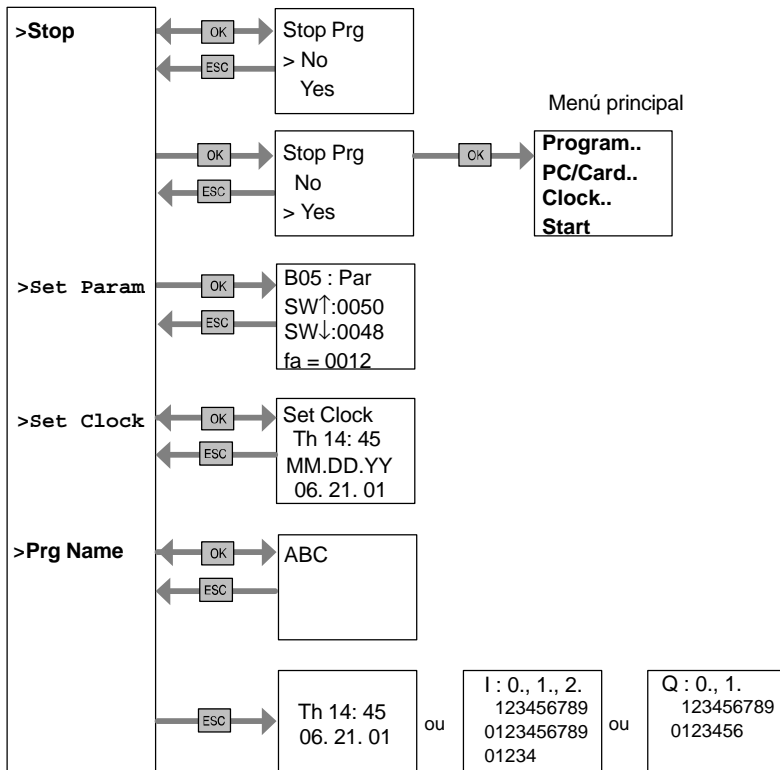 >Stop
OK
ESC
Stop Prg
> No
Yes
Menú principal
OK
ESC
Stop Prg
No
> Yes
OK
Program..
PC/Card..
Clock..
Start
>Set Param
OK
ESC
B05 : Par
SW↑:0050
SW↓:0048
fa = 0012
>Set Clock
OK
ESC
Set Clock
Th 14: 45
MM.DD.YY
06. 21. 01
>Prg Name
OK
ESC
ABC
ESC
Th 14: 45
06. 21. 01
ou
I : 0., 1., 2.
123456789
0123456789
01234
ou
Q : 0., 1.
123456789
0123456